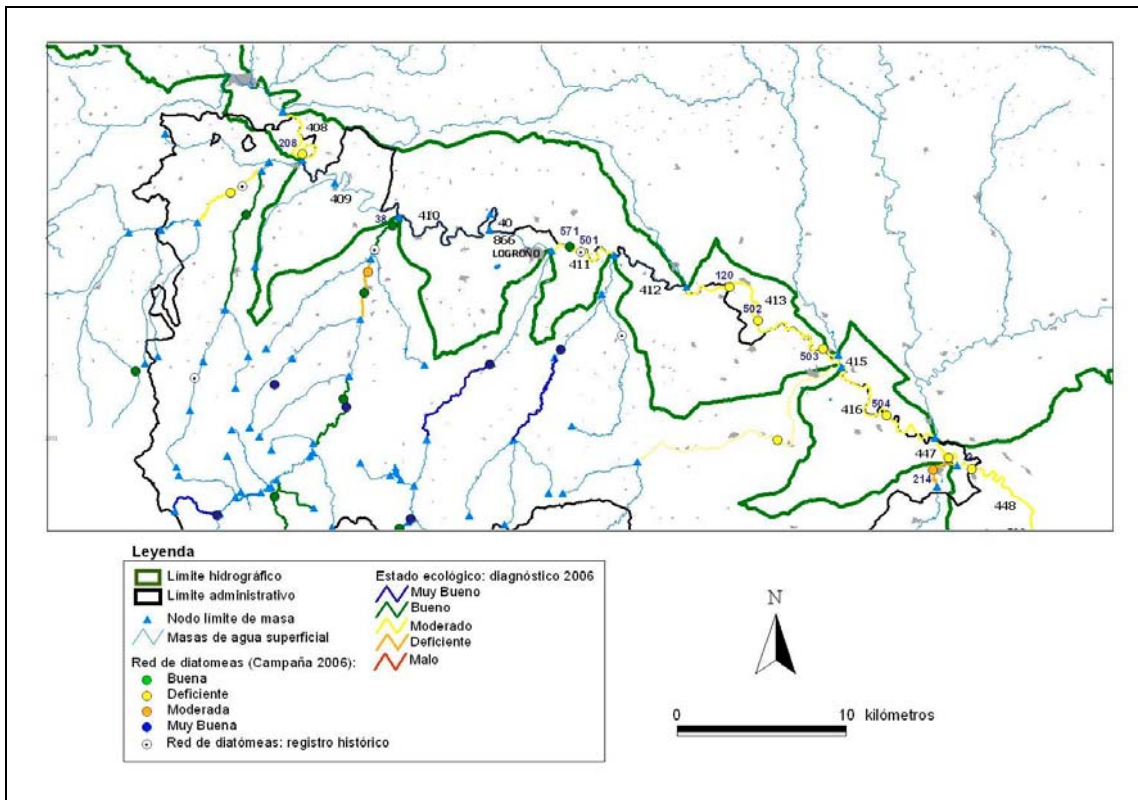 408
208
409
38
410
40
866
LOGROÑO
571
501
411
412
120
413
502
503
415
416
504
447
214
448
Leyenda
Límite hidrográfico
Límite administrativo
Nodo límite de masa
Masas de agua superficial
Red de diatomeas (Campaña 2006):
Buena
Deficiente
Moderada
Muy Buena
Red de diatómeas: registro histórico
Estado ecológico: diagnóstico 2006
Muy Bueno
Bueno
Moderado
Deficiente
Malo
N
0 10 kilómetros